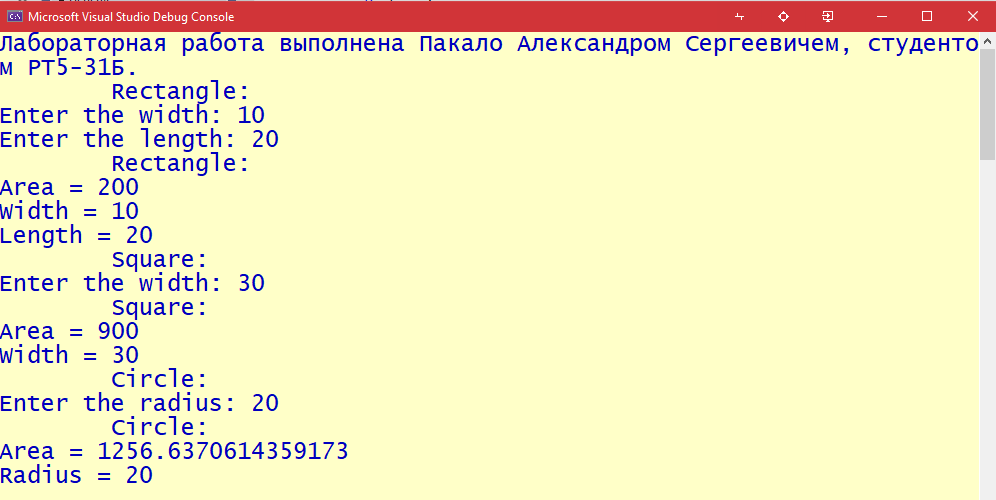 Microsoft Visual Studio Debug Console
Лабораторная работа выполнена Пакало Александром Сергеевичем, студенто
м РТ5-31Б.
Rectangle:
Enter the width: 10
Enter the length: 20
Rectangle:
Area = 200
Width = 10
Length = 20
Square:
Enter the width: 30
Square:
Area = 900
Width = 30
Circle:
Enter the radius: 20
Circle:
Area = 1256.6370614359173
Radius = 20